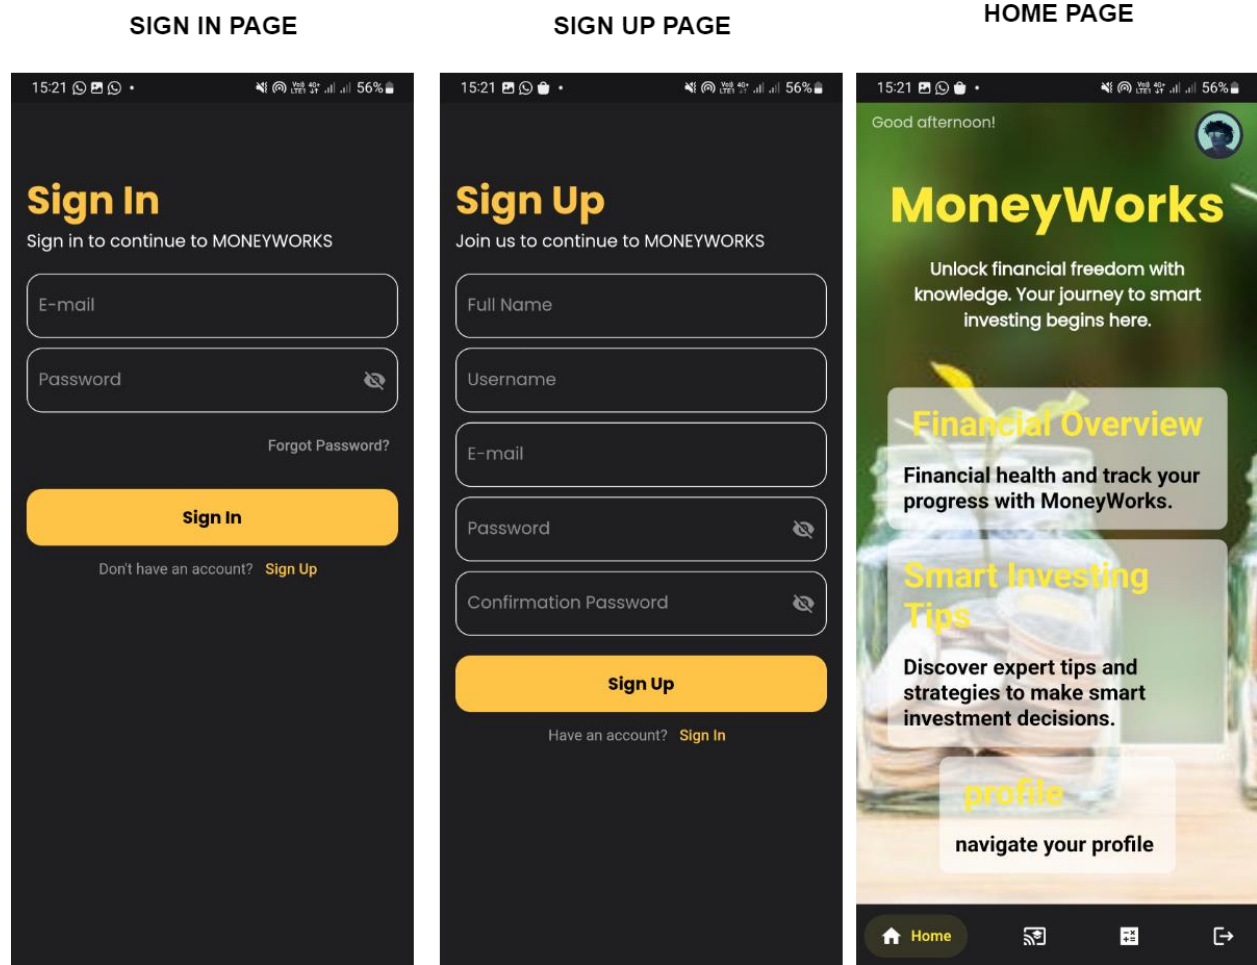 SIGN IN PAGE
SIGN UP PAGE
HOME PAGE
15:21
56%
Sign In
Sign in to continue to MONEYWORKS
E-mail
Password
Forgot Password?
Sign In
Don't have an account? Sign Up
15:21
56%
Sign Up
Join us to continue to MONEYWORKS
Full Name
Username
E-mail
Password
Confirmation Password
Sign Up
Have an account? Sign In
15:21
56%
Good afternoon!
MoneyWorks
Unlock financial freedom with
knowledge. Your journey to smart
investing begins here.
Financial Overview
Financial health and track your
progress with MoneyWorks.
Smart Investing
Tips
Discover expert tips and
strategies to make smart
investment decisions.
profile
navigate your profile
Home